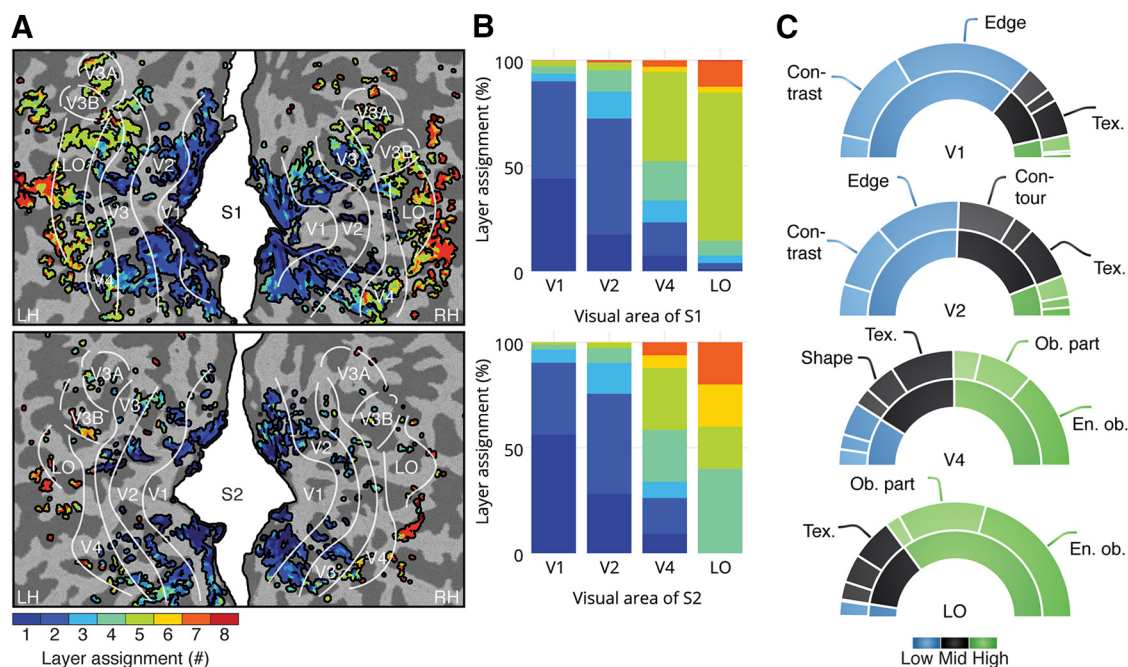 A
V3A
V3B
LO
V2
V3
V1
V4
LH
S1
V3A
V3
V3B
LO
V1
V2
V4
RH
V3A
V3
V3B
LO
V2
V1
V4
LH
S2
V3A
V3B
V2
LO
V1
V3
V4
RH
1 2 3 4 5 6 7 8
Layer assignment (#)
B
100
50
0
Layer assignment (%)
V1 V2 V4 LO
Visual area of S1
100
50
0
Layer assignment (%)
V1 V2 V4 LO
Visual area of S2
C
Edge
Con-
trast
Tex.
V1
Edge
Con-
tour
Con-
trast
Tex.
V2
Tex.
Shape
Ob. part
En. ob.
V4
Ob. part
Tex.
En. ob.
LO
Low Mid High